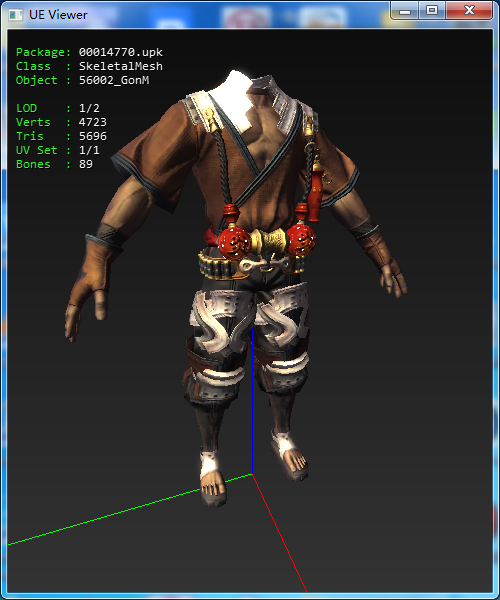 UE Viewer
Package: 00014770.upk
Class : SkeletalMesh
Object : 56002_GonM
LOD : 1/2
Verts : 4723
Tris : 5696
UV Set : 1/1
Bones : 89